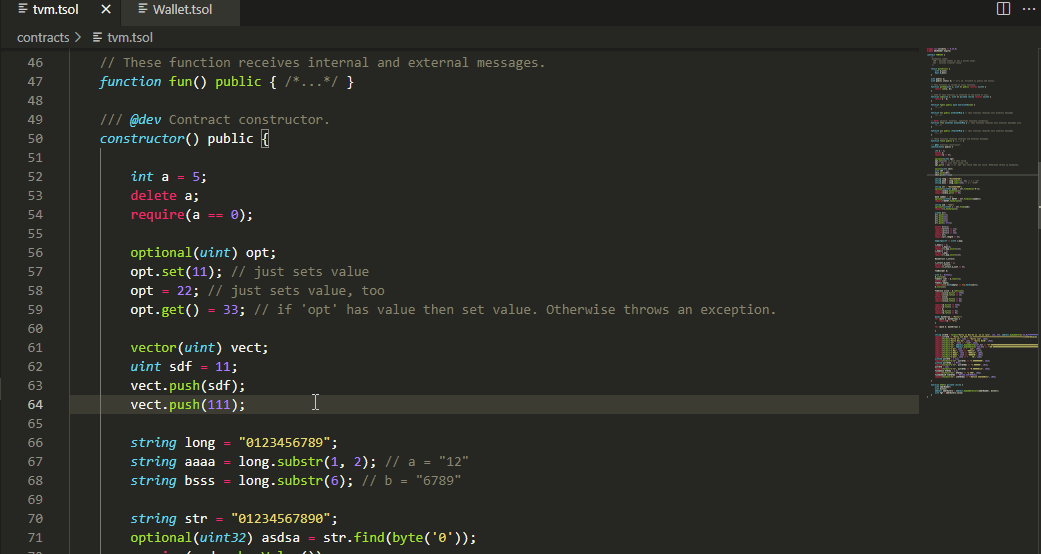 tvm.tsol × Wallet.tsol
contracts > tvm.tsol
46 // These function receives internal and external messages.
47 function fun() public { /*...*/ }
48
49 /// @dev Contract constructor.
50 constructor() public {
51
52 int a = 5;
53 delete a;
54 require(a == 0);
55
56 optional(uint) opt;
57 opt.set(11); // just sets value
58 opt = 22; // just sets value, too
59 opt.get() = 33; // if 'opt' has value then set value. Otherwise throws an exception.
60
61 vector(uint) vect;
62 uint sdf = 11;
63 vect.push(sdf);
64 vect.push(111);
65
66 string long = "0123456789";
67 string aaaa = long.substr(1, 2); // a = "12"
68 string bsss = long.substr(6); // b = "6789"
69
70 string str = "01234567890";
71 optional(uint32) asdsa = str.find(byte('0'));